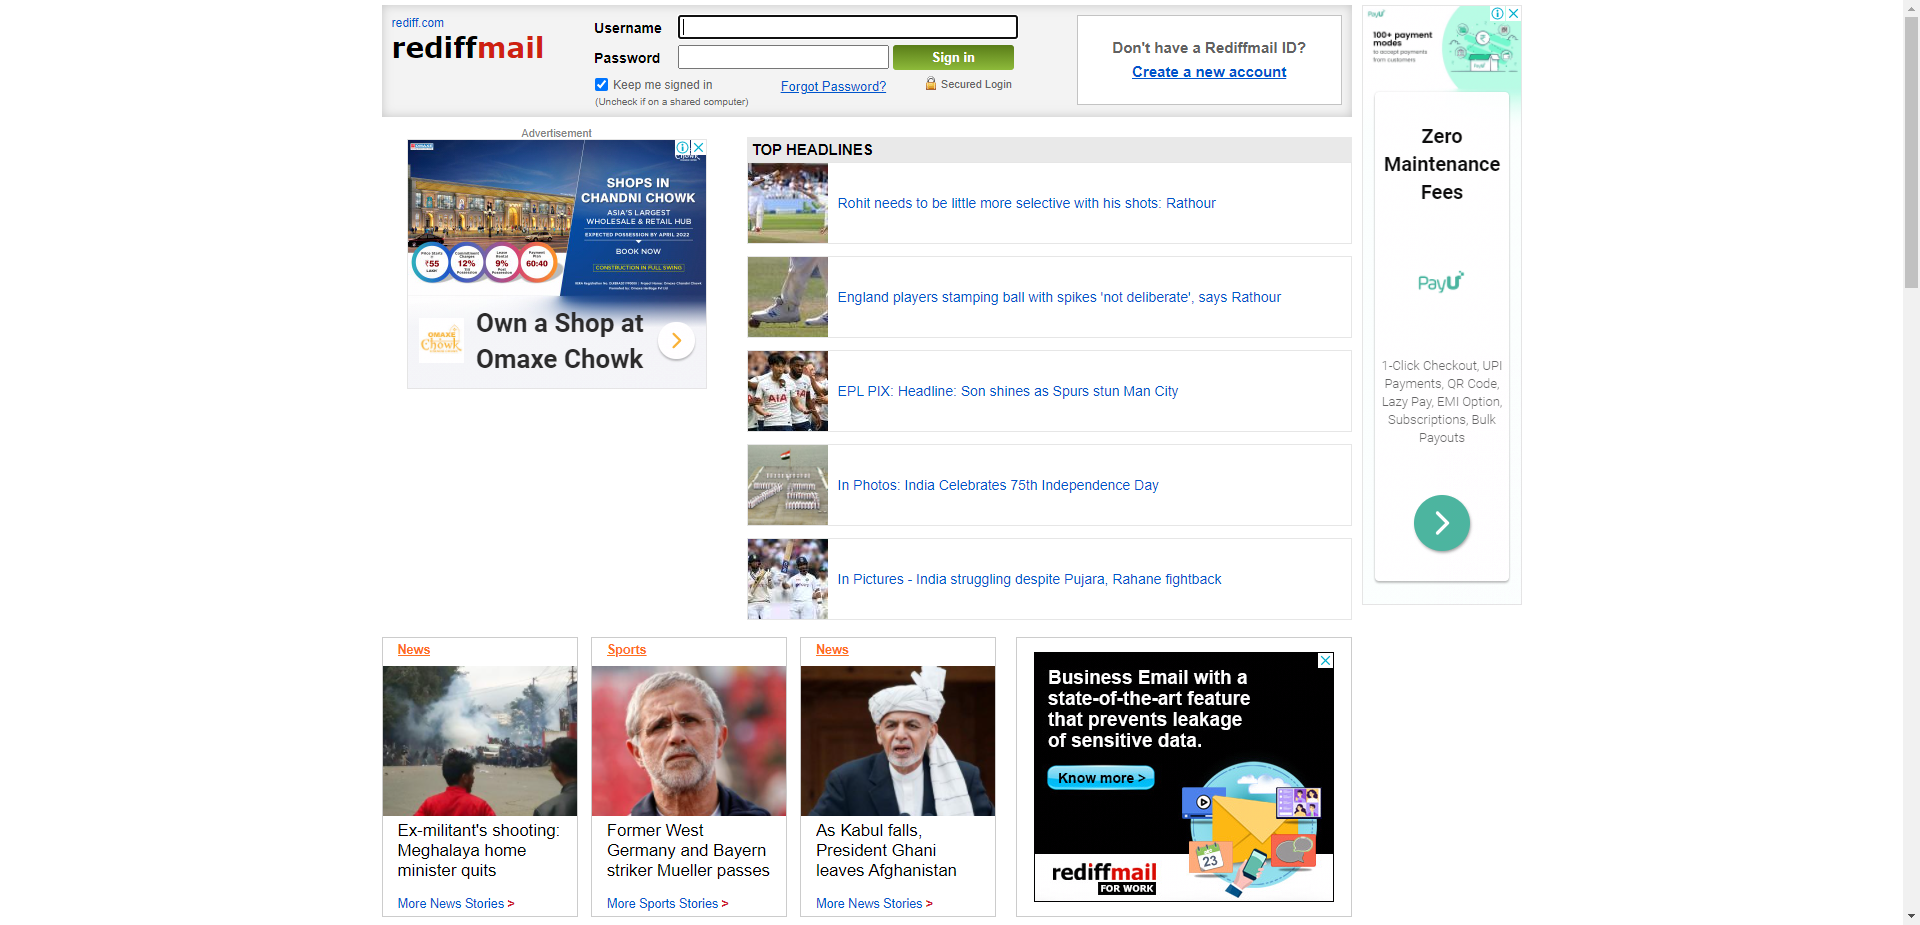 rediff.com
rediffmail
Username
Password
Sign in
Keep me signed in
(Uncheck if on a shared computer)
Forgot Password?
Secured Login
Don't have a Rediffmail ID?
Create a new account
Advertisement
SHOPS IN
CHANDNI CHOWK
ASIA'S LARGEST
WHOLESALE & RETAIL HUB
EXPECTED POSSESSION BY APRIL 2022
BOOK NOW
CONSTRUCTION IN FULL SWING
₹55
12%
9%
60:40
OMAXE
Chowk
Own a Shop at
Omaxe Chowk
TOP HEADLINES
Rohit needs to be little more selective with his shots: Rathour
England players stamping ball with spikes 'not deliberate', says Rathour
AIA
EPL PIX: Headline: Son shines as Spurs stun Man City
In Photos: India Celebrates 75th Independence Day
In Pictures - India struggling despite Pujara, Rahane fightback
PayU
100+ payment
modes
to accept payments
from customers
Zero
Maintenance
Fees
PayU
1-Click Checkout, UPI
Payments, QR Code,
Lazy Pay, EMI Option,
Subscriptions, Bulk
Payouts
News
Ex-militant's shooting:
Meghalaya home
minister quits
More News Stories >
Sports
Former West
Germany and Bayern
striker Mueller passes
More Sports Stories >
News
As Kabul falls,
President Ghani
leaves Afghanistan
More News Stories >
Business Email with a
state-of-the-art feature
that prevents leakage
of sensitive data.
Know more >
23
rediffmail
FOR WORK